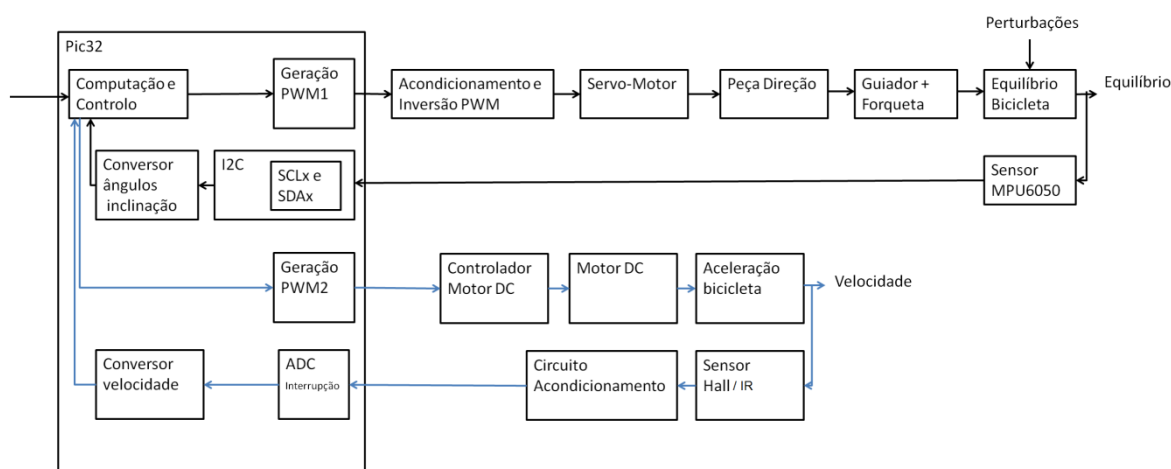 Perturbações
Pic32
Computação e
Controlo
Geração
PWM1
Acondicionamento e
Inversão PWM
Servo-Motor
Peça Direção
Guiador +
Forqueta
Equilíbrio
Bicicleta
Equilíbrio
Conversor
ângulos
inclinação
I2C
SCLx e
SDAx
Sensor
MPU6050
Geração
PWM2
Controlador
Motor DC
Motor DC
Aceleração
bicicleta
Velocidade
Conversor
velocidade
ADC
Interrupção
Circuito
Acondicionamento
Sensor
Hall / IR